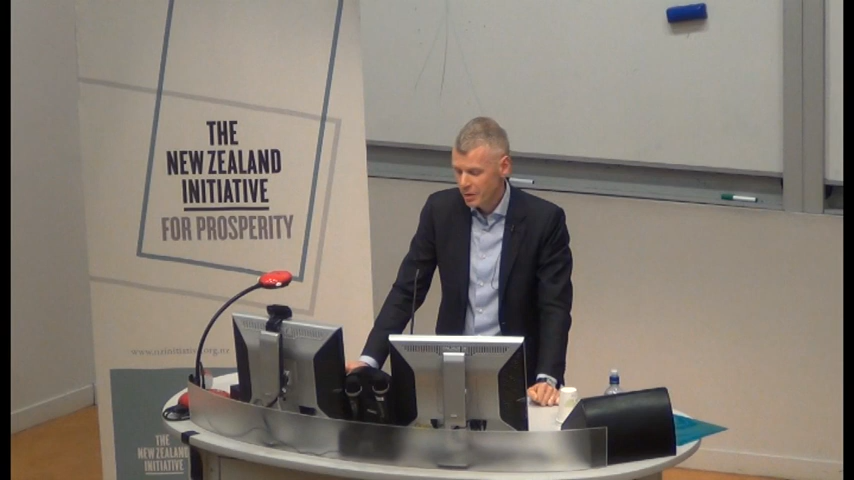 THE
NEW ZEALAND
INITIATIVE
FOR PROSPERITY
www.nzinitiative.org.nz
THE
NEW ZEALAND
INITIATIVE